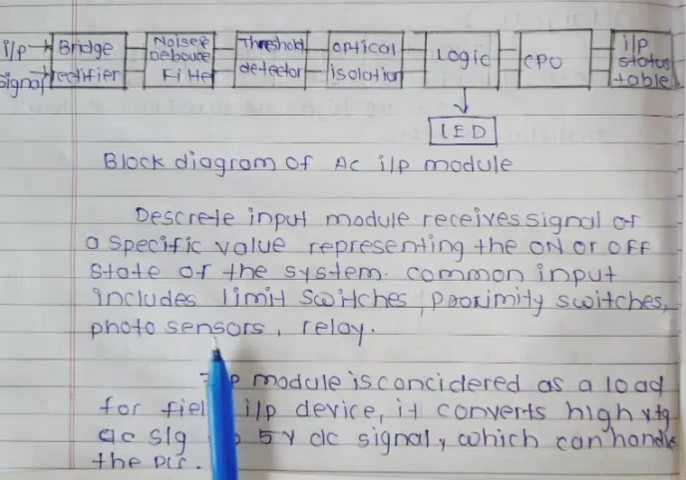 i/p signal
Bridge rectifier
Noise & Debounce Filter
Threshold detector
optical isolation
Logic
CPU
i/p status table
LED
Block diagram of Ac i/p module
Descrete input module receives signal of
a specific value representing the ON or OFF
state of the system. common input
includes limit switches, proximity switches,
photo sensors, relay.
module is concidered as a load
for i/p device, it converts high vtg
ac sig 5v dc signal, which can handle
the plc.